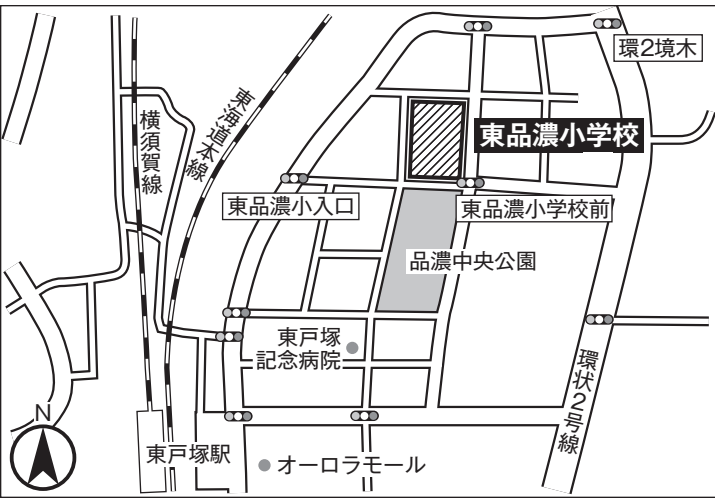 環2境木
東品濃小学校
横須賀線
東海道本線
東品濃小入口
東品濃小学校前
品濃中央公園
東戸塚
記念病院
環状2号線
N
東戸塚駅
オーロラモール